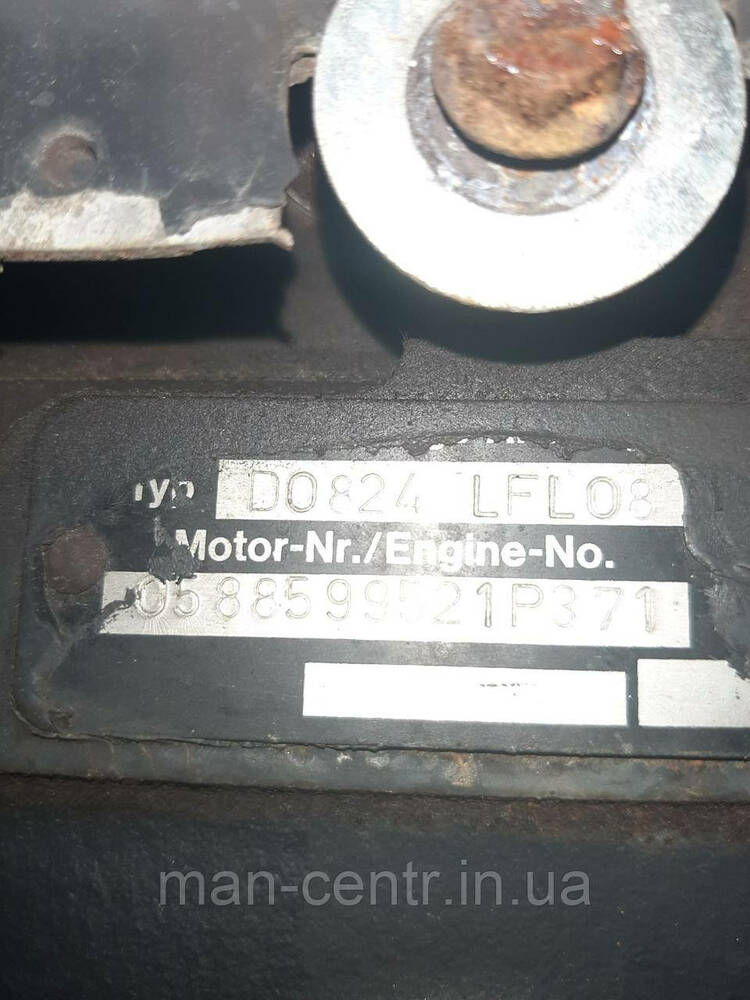 Typ D0824 LFL08
Motor-Nr./Engine-No.
0588599521P371
man-centr.in.ua